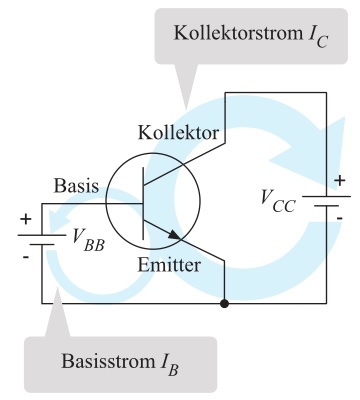 Kollektorstrom I_C
Kollektor
Basis
+
V_CC
-
+
V_BB
-
Emitter
Basisstrom I_B